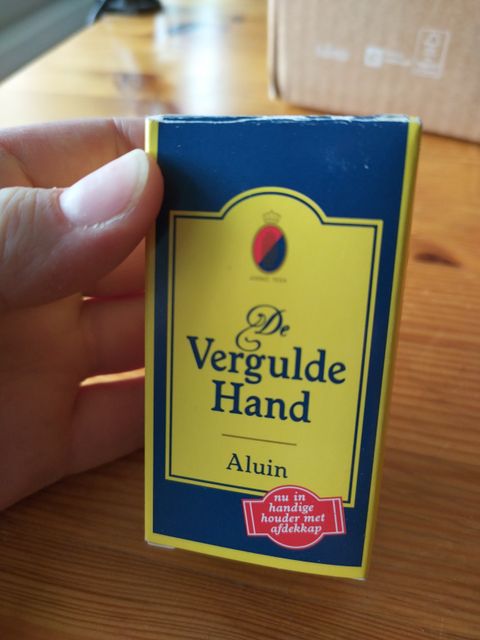 De
Vergulde
Hand
Aluin
nu in
handige
houder met
afdekkap